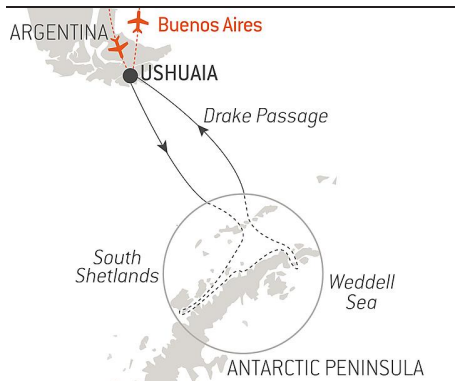 ARGENTINA
Buenos Aires
USHUAIA
Drake Passage
South
Shetlands
Weddell
Sea
ANTARCTIC PENINSULA